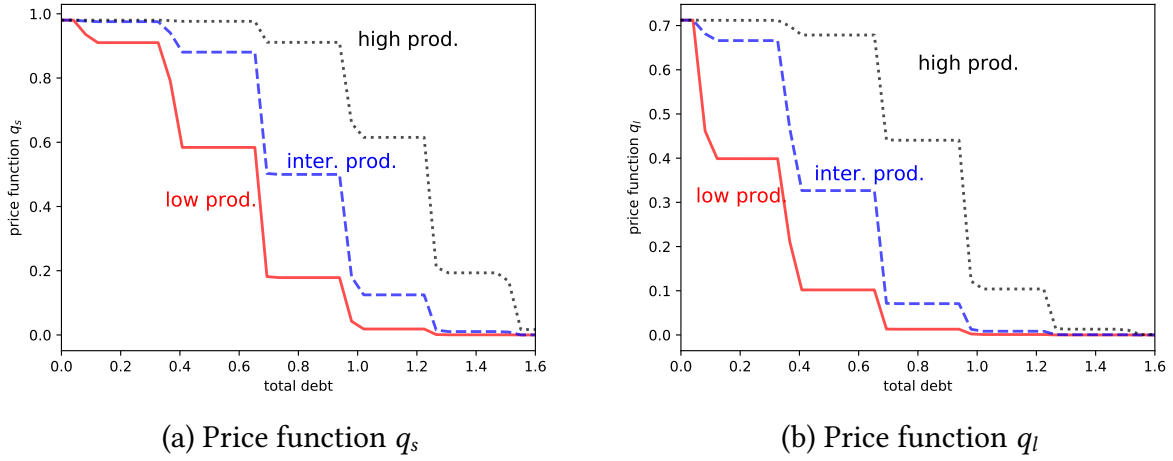 1.0
0.8
0.6
0.4
0.2
0.0
price function q_s
high prod.
inter. prod.
low prod.
0.0 0.2 0.4 0.6 0.8 1.0 1.2 1.4 1.6
total debt
(a) Price function q_s
0.7
0.6
0.5
0.4
0.3
0.2
0.1
0.0
price function q_l
high prod.
inter. prod.
low prod.
0.0 0.2 0.4 0.6 0.8 1.0 1.2 1.4 1.6
total debt
(b) Price function q_l